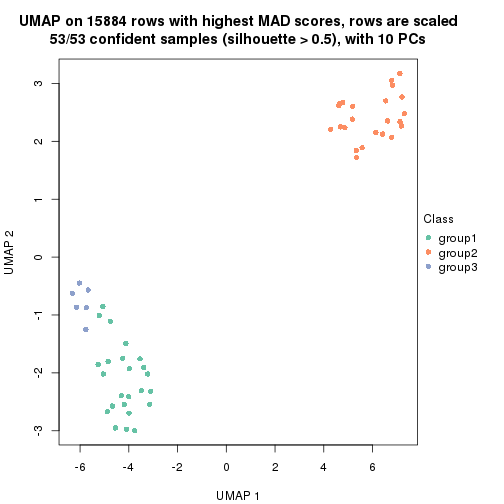 UMAP on 15884 rows with highest MAD scores, rows are scaled
53/53 confident samples (silhouette > 0.5), with 10 PCs
3
2
1
0
-1
-2
-3
UMAP 2
-6
-4
-2
0
2
4
6
UMAP 1
Class
group1
group2
group3